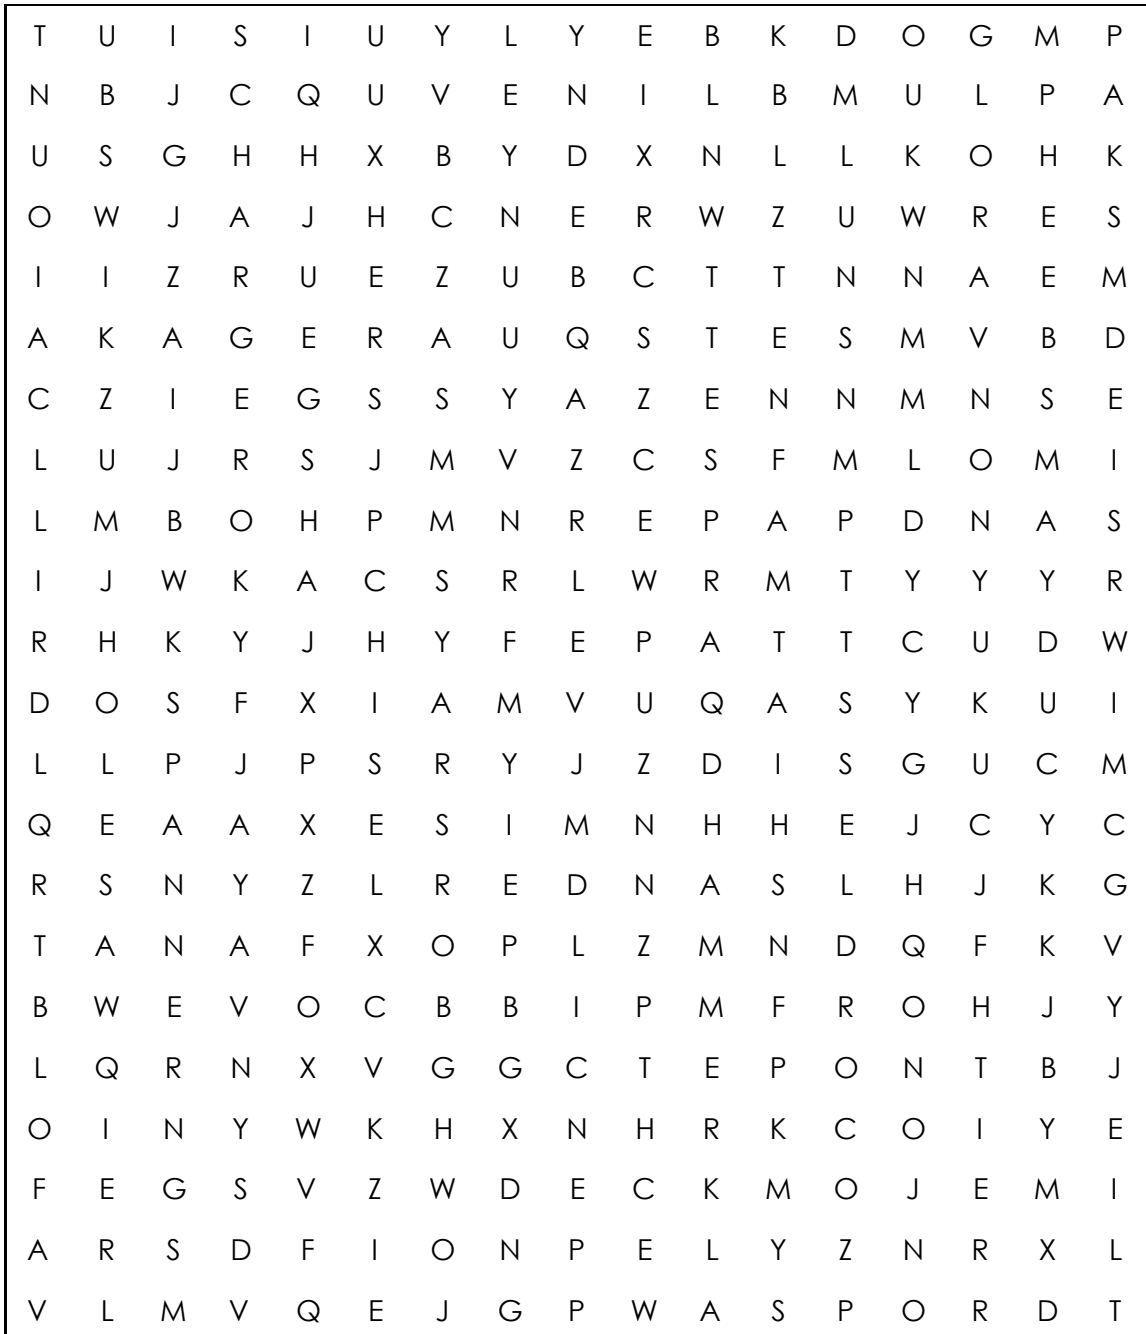 T U I S I U Y L Y E B K D O G M P
N B J C Q U V E N I L B M U L P A
U S G H H X B Y D X N L L K O H K
O W J A J H C N E R W Z U W R E S
I I Z R U E Z U B C T T N N A E M
A K A G E R A U Q S T E S M V B D
C Z I E G S S Y A Z E N N M N S E
L U J R S J M V Z C S F M L O M I
L M B O H P M N R E P A P D N A S
I J W K A C S R L W R M T Y Y Y R
R H K Y J H Y F E P A T T C U D W
D O S F X I A M V U Q A S Y K U I
L L P J P S R Y J Z D I S G U C M
Q E A A X E S I M N H H E J C Y C
R S N Y Z L R E D N A S L H J K G
T A N A F X O P L Z M N D Q F K V
B W E V O C B B I P M F R O H J Y
L Q R N X V G G C T E P O N T B J
O I N Y W K H X N H R K C O I Y E
F E G S V Z W D E C K M O J E M I
A R S D F I O N P E L Y Z N R X L
V L M V Q E J G P W A S P O R D T